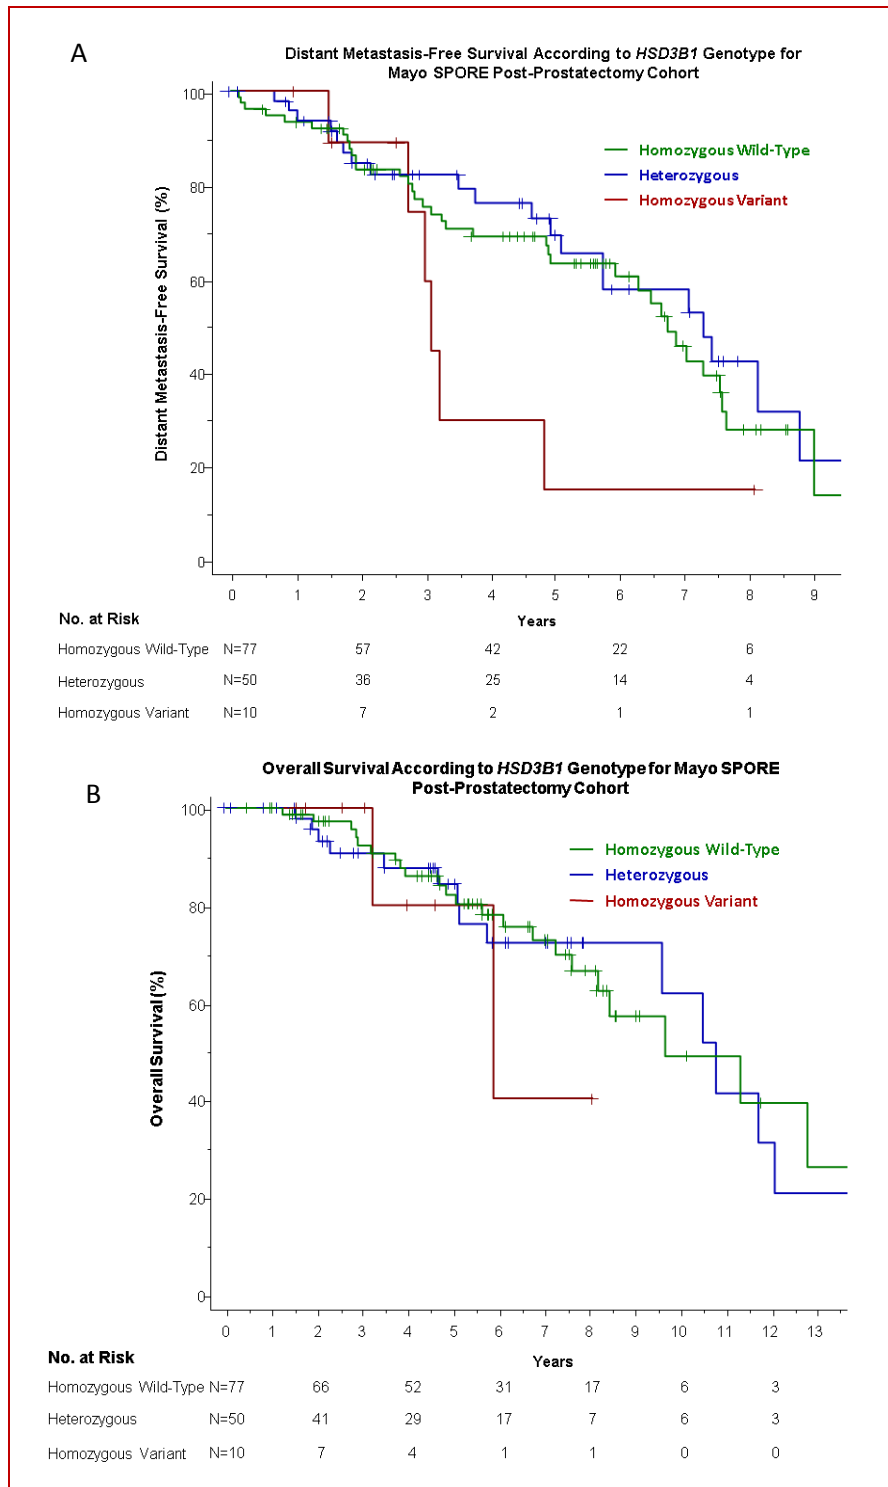 A
Distant Metastasis-Free Survival According to HSD3B1 Genotype for
Mayo SPORE Post-Prostatectomy Cohort
Distant Metastasis-Free Survival (%)
100
80
60
40
20
0
Homozygous Wild-Type
Heterozygous
Homozygous Variant
0 1 2 3 4 5 6 7 8 9
Years
No. at Risk
Homozygous Wild-Type N=77 57 42 22 6
Heterozygous N=50 36 25 14 4
Homozygous Variant N=10 7 2 1 1
B
Overall Survival According to HSD3B1 Genotype for Mayo SPORE
Post-Prostatectomy Cohort
Overall Survival (%)
100
80
60
40
20
0
Homozygous Wild-Type
Heterozygous
Homozygous Variant
0 1 2 3 4 5 6 7 8 9 10 11 12 13
Years
No. at Risk
Homozygous Wild-Type N=77 66 52 31 17 6 3
Heterozygous N=50 41 29 17 7 6 3
Homozygous Variant N=10 7 4 1 1 0 0